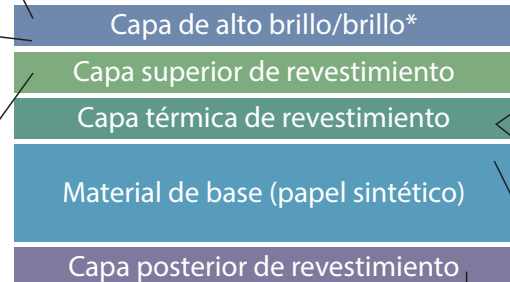 Capa de alto brillo/brillo*
Capa superior de revestimiento
Capa térmica de revestimiento
Material de base (papel sintético)
Capa posterior de revestimiento